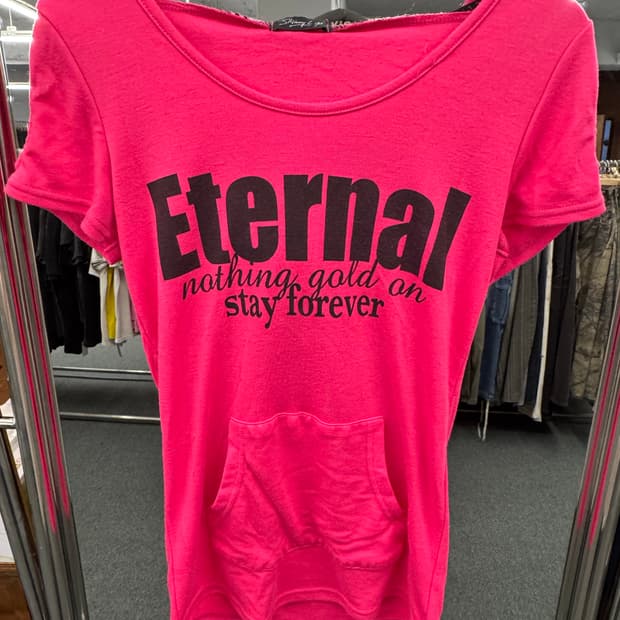 Eternal
nothing gold on
stay forever